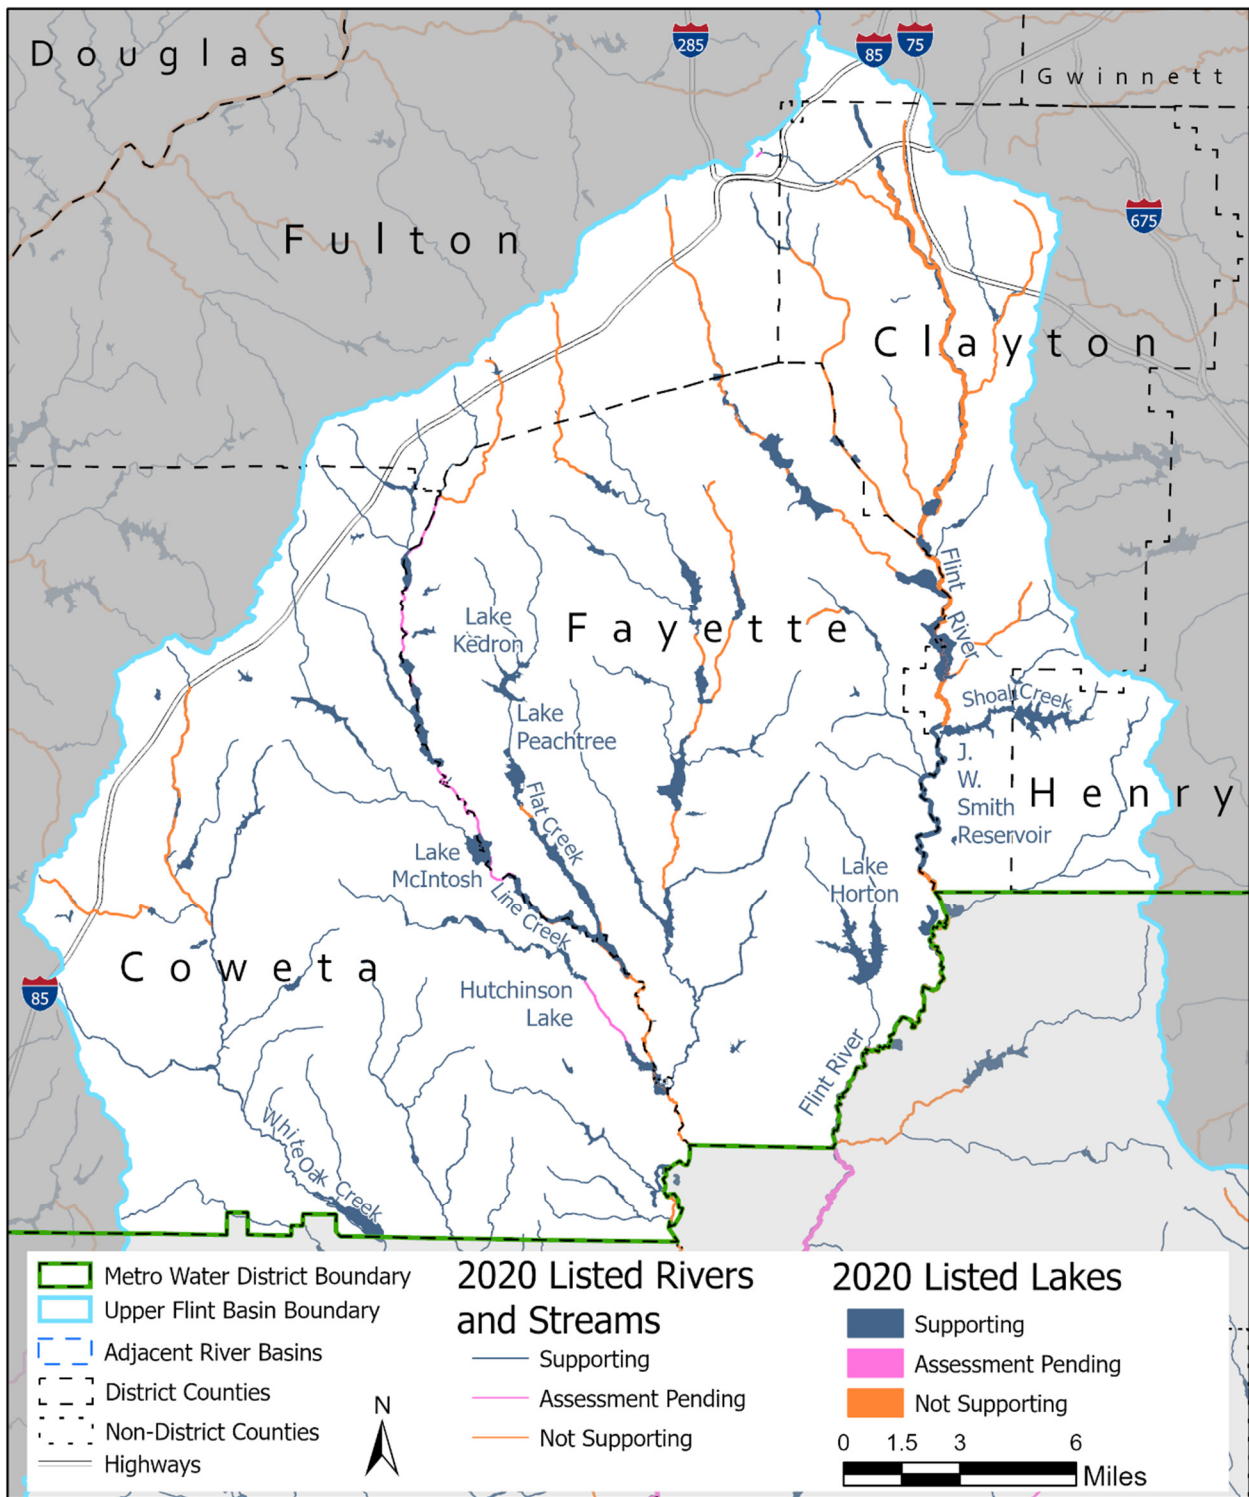 Douglas
285
85
75
Gwinnett
Fulton
675
Clayton
Flint
River
Lake
Kedron
Fayette
Lake
Peachtree
Shoal Creek
J.
W.
Smith
Reservoir
Henry
Flat Creek
Lake
McIntosh
Line Creek
Lake
Horton
Coweta
85
Hutchinson
Lake
Flint River
WhiteOak Creek
Metro Water District Boundary
Upper Flint Basin Boundary
Adjacent River Basins
District Counties
Non-District Counties
Highways
N
2020 Listed Rivers
and Streams
Supporting
Assessment Pending
Not Supporting
2020 Listed Lakes
Supporting
Assessment Pending
Not Supporting
0 1.5 3 6
Miles